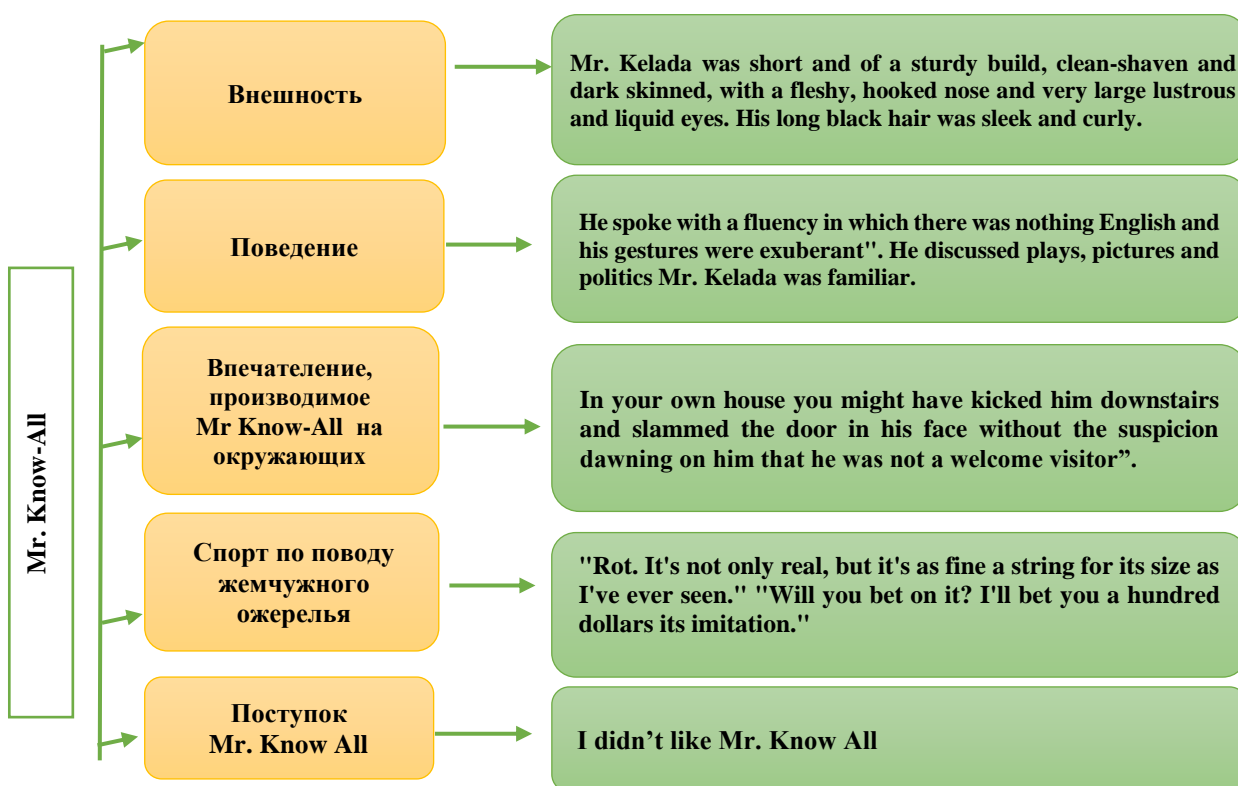 Mr. Know-All
Внешность
Mr. Kelada was short and of a sturdy build, clean-shaven and
dark skinned, with a fleshy, hooked nose and very large lustrous
and liquid eyes. His long black hair was sleek and curly.
Поведение
He spoke with a fluency in which there was nothing English and
his gestures were exuberant". He discussed plays, pictures and
politics Mr. Kelada was familiar.
Впечателение,
производимое
Mr Know-All на
окружающих
In your own house you might have kicked him downstairs
and slammed the door in his face without the suspicion
dawning on him that he was not a welcome visitor”.
Спорт по поводу
жемчужного
ожерелья
"Rot. It's not only real, but it's as fine a string for its size as
I've ever seen." "Will you bet on it? I'll bet you a hundred
dollars its imitation."
Поступок
Mr. Know All
I didn’t like Mr. Know All